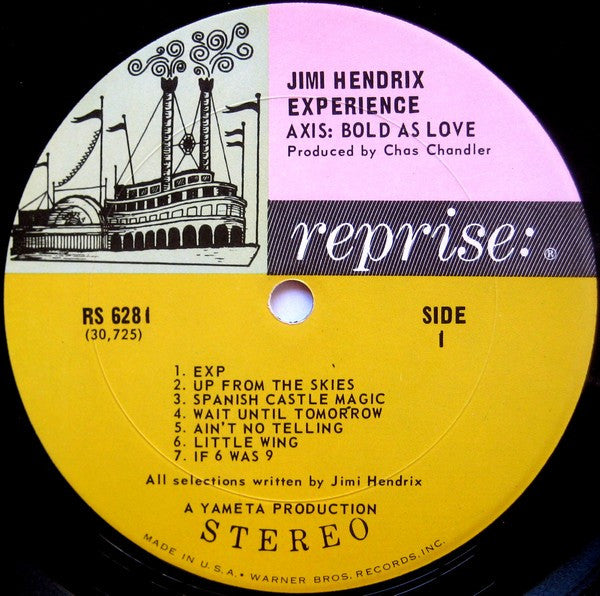 JIMI HENDRIX
EXPERIENCE
AXIS: BOLD AS LOVE
Produced by Chas Chandler
reprise: ®
RS 6281
(30,725)
SIDE
1
1. EXP
2. UP FROM THE SKIES
3. SPANISH CASTLE MAGIC
4. WAIT UNTIL TOMORROW
5. AIN'T NO TELLING
6. LITTLE WING
7. IF 6 WAS 9
All selections written by Jimi Hendrix
A YAMETA PRODUCTION
STEREO
MADE IN U.S.A. • WARNER BROS. RECORDS, INC.